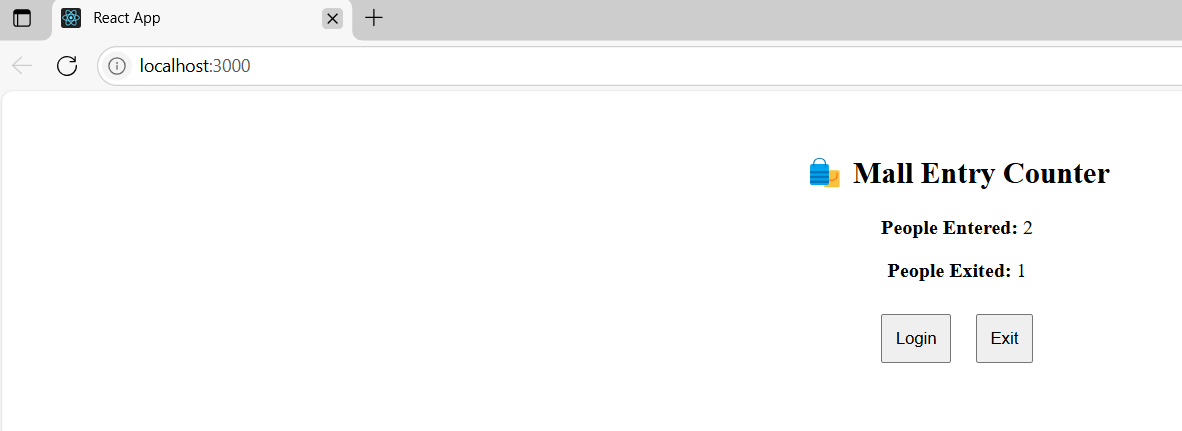 React App
localhost:3000
Mall Entry Counter
People Entered: 2
People Exited: 1
Login Exit